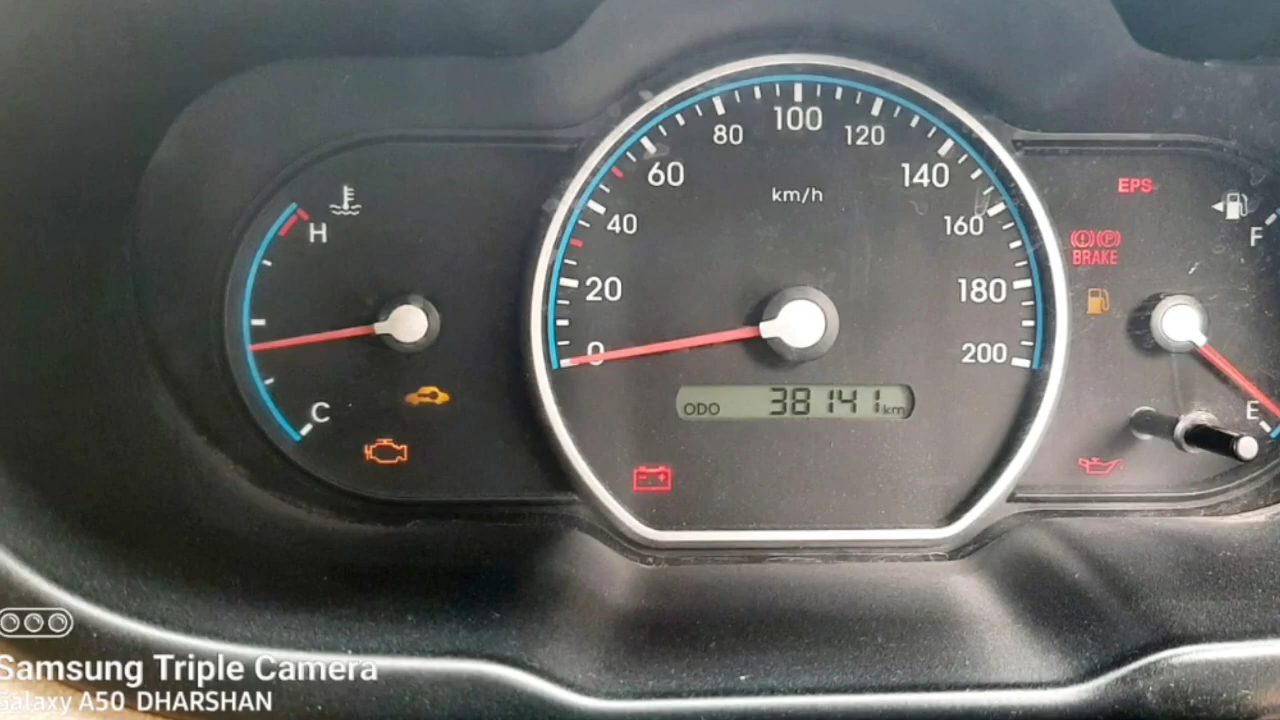 H
C
0
20
40
60
80
100
120
140
160
180
200
km/h
ODO 38141 km
EPS
BRAKE
F
E
Samsung Triple Camera
Galaxy A50 DHARSHAN